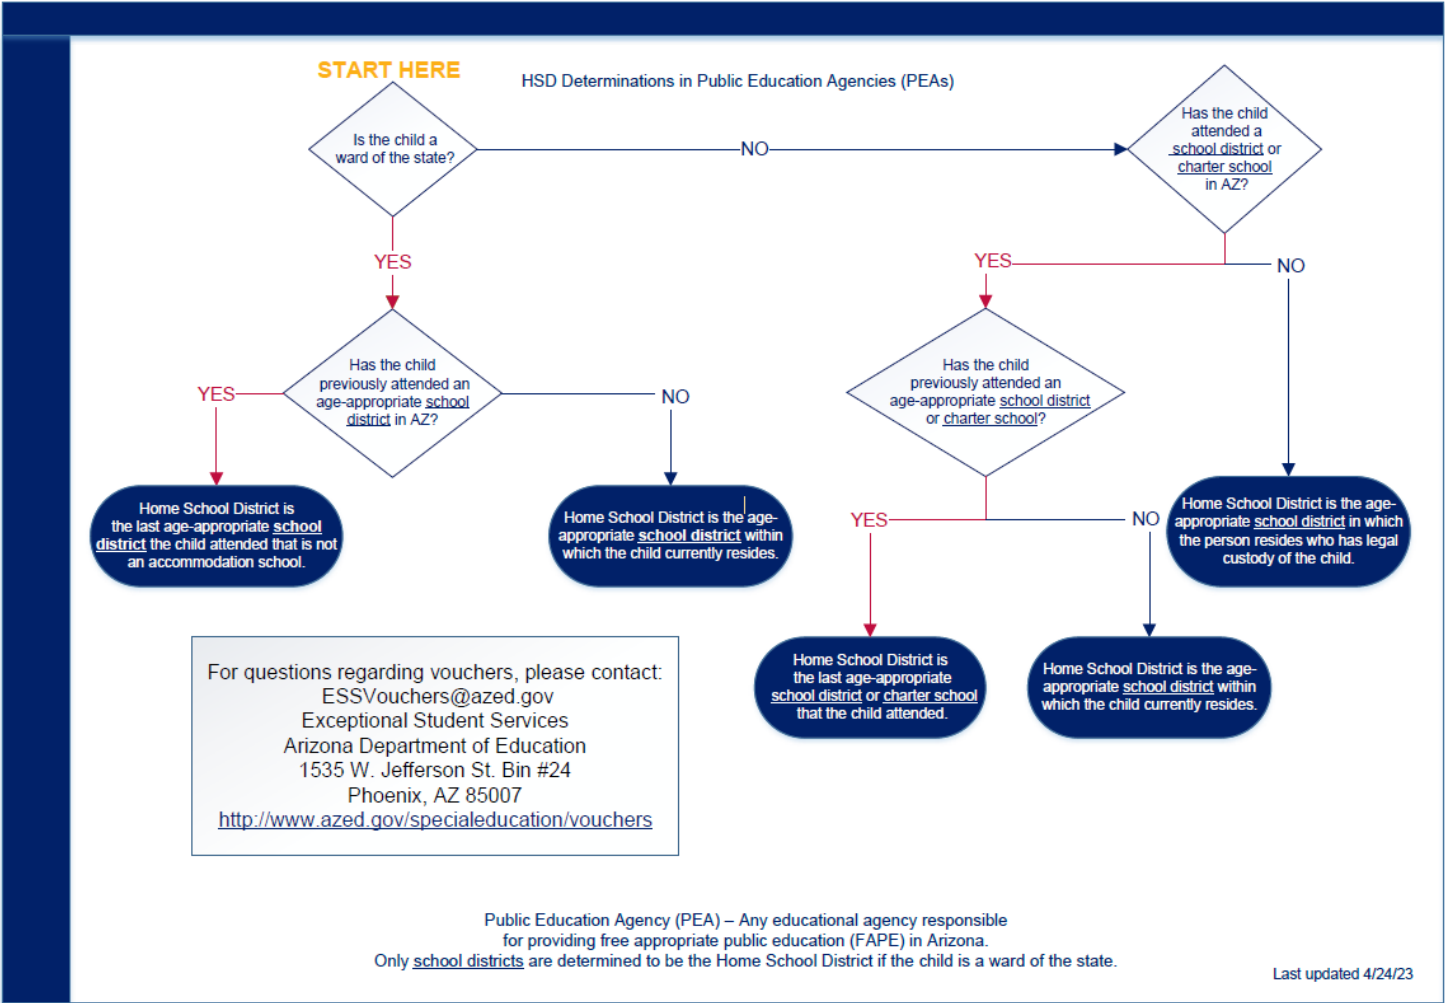 START HERE
HSD Determinations in Public Education Agencies (PEAs)
Is the child a
ward of the state?
NO
Has the child
attended a
school district or
charter school
in AZ?
YES
YES
NO
Has the child
previously attended an
age-appropriate school
district in AZ?
YES
NO
Has the child
previously attended an
age-appropriate school district
or charter school?
Home School District is
the last age-appropriate school
district the child attended that is not
an accommodation school.
Home School District is the age-
appropriate school district within
which the child currently resides.
YES
NO
Home School District is the age-
appropriate school district in which
the person resides who has legal
custody of the child.
Home School District is
the last age-appropriate
school district or charter school
that the child attended.
Home School District is the age-
appropriate school district within
which the child currently resides.
For questions regarding vouchers, please contact:
ESSVouchers@azed.gov
Exceptional Student Services
Arizona Department of Education
1535 W. Jefferson St. Bin #24
Phoenix, AZ 85007
http://www.azed.gov/specialeducation/vouchers
Public Education Agency (PEA) – Any educational agency responsible
for providing free appropriate public education (FAPE) in Arizona.
Only school districts are determined to be the Home School District if the child is a ward of the state.
Last updated 4/24/23